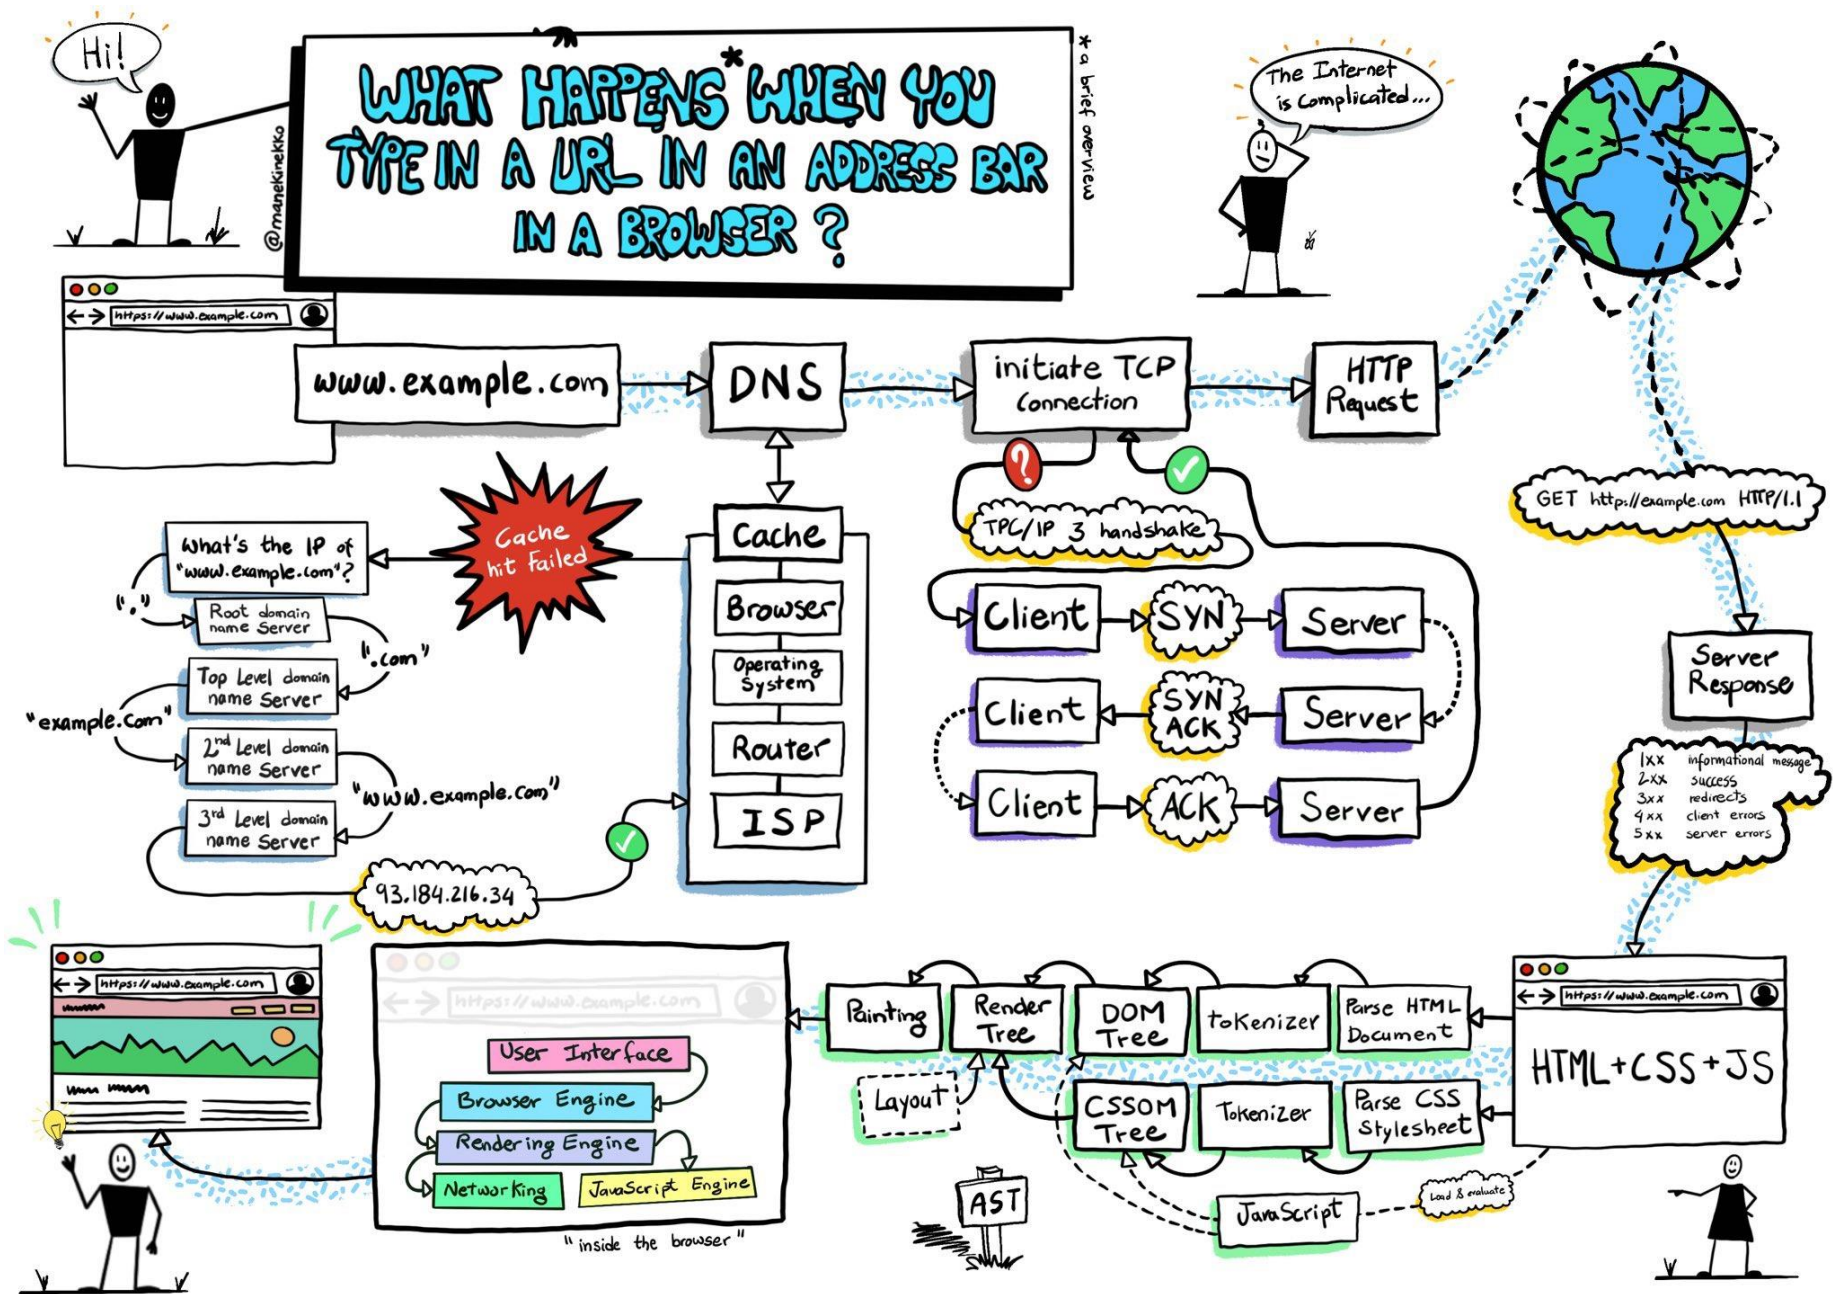 Hi!
WHAT HAPPENS* WHEN YOU
TYPE IN A URL IN AN ADDRESS BAR
IN A BROWSER ?
* a brief overview
@manekinekko
The Internet
is complicated...
https://www.example.com
www.example.com
DNS
initiate TCP
Connection
HTTP
Request
GET http://example.com HTTP/1.1
Server
Response
1xx informational message
2xx success
3xx redirects
4xx client errors
5xx server errors
Cache
hit Failed
Cache
Browser
Operating
System
Router
ISP
What's the IP of
"www.example.com"?
"."
Root domain
name Server
".com"
Top Level domain
name Server
"example.com"
2nd Level domain
name Server
"www.example.com"
3rd Level domain
name Server
93.184.216.34
TPC/IP 3 handshake
Client
SYN
Server
Client
SYN
ACK
Server
Client
ACK
Server
https://www.example.com
HTML+CSS+JS
Parse HTML
Document
tokenizer
DOM
Tree
Render
Tree
Painting
Layout
Parse CSS
Stylesheet
Tokenizer
CSSOM
Tree
Load & evaluate
JavaScript
AST
https://www.example.com
User Interface
Browser Engine
Rendering Engine
Networking
JavaScript Engine
"inside the browser"
https://www.example.com